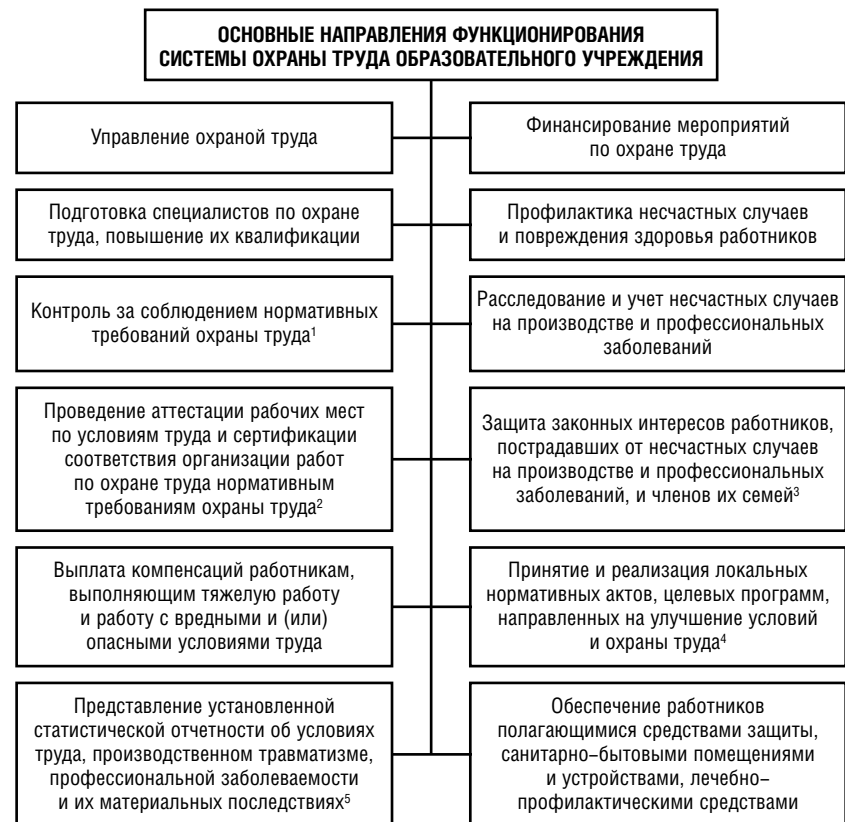 ОСНОВНЫЕ НАПРАВЛЕНИЯ ФУНКЦИОНИРОВАНИЯ
СИСТЕМЫ ОХРАНЫ ТРУДА ОБРАЗОВАТЕЛЬНОГО УЧРЕЖДЕНИЯ
Управление охраной труда
Финансирование мероприятий
по охране труда
Подготовка специалистов по охране
труда, повышение их квалификации
Профилактика несчастных случаев
и повреждения здоровья работников
Контроль за соблюдением нормативных
требований охраны труда¹
Расследование и учет несчастных случаев
на производстве и профессиональных
заболеваний
Проведение аттестации рабочих мест
по условиям труда и сертификации
соответствия организации работ
по охране труда нормативным
требованиям охраны труда²
Защита законных интересов работников,
пострадавших от несчастных случаев
на производстве и профессиональных
заболеваний, и членов их семей³
Выплата компенсаций работникам,
выполняющим тяжелую работу
и работу с вредными и (или)
опасными условиями труда
Принятие и реализация локальных
нормативных актов, целевых программ,
направленных на улучшение условий
и охраны труда⁴
Представление установленной
статистической отчетности об условиях
труда, производственном травматизме,
профессиональной заболеваемости
и их материальных последствиях⁵
Обеспечение работников
полагающимися средствами защиты,
санитарно-бытовыми помещениями
и устройствами, лечебно-
профилактическими средствами